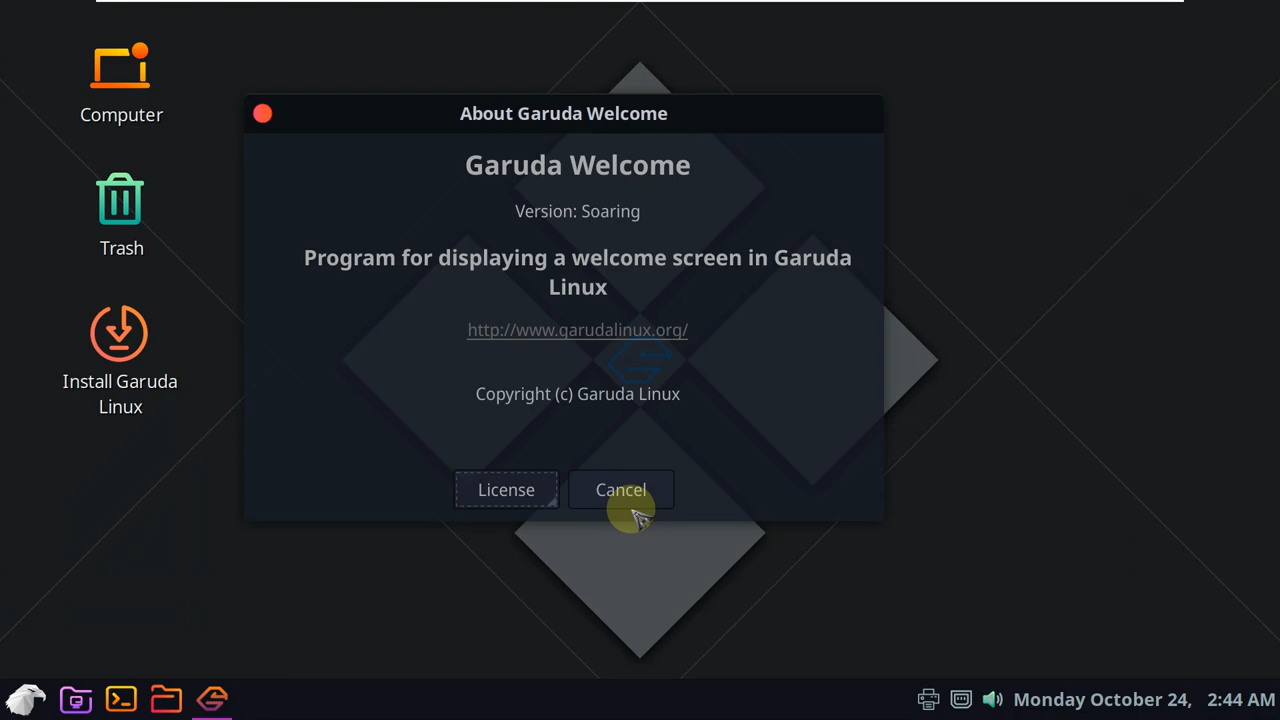 Computer
Trash
Install Garuda
Linux
About Garuda Welcome
Garuda Welcome
Version: Soaring
Program for displaying a welcome screen in Garuda
Linux
http://www.garudalinux.org/
Copyright (c) Garuda Linux
License
Cancel
Monday October 24, 2:44 AM